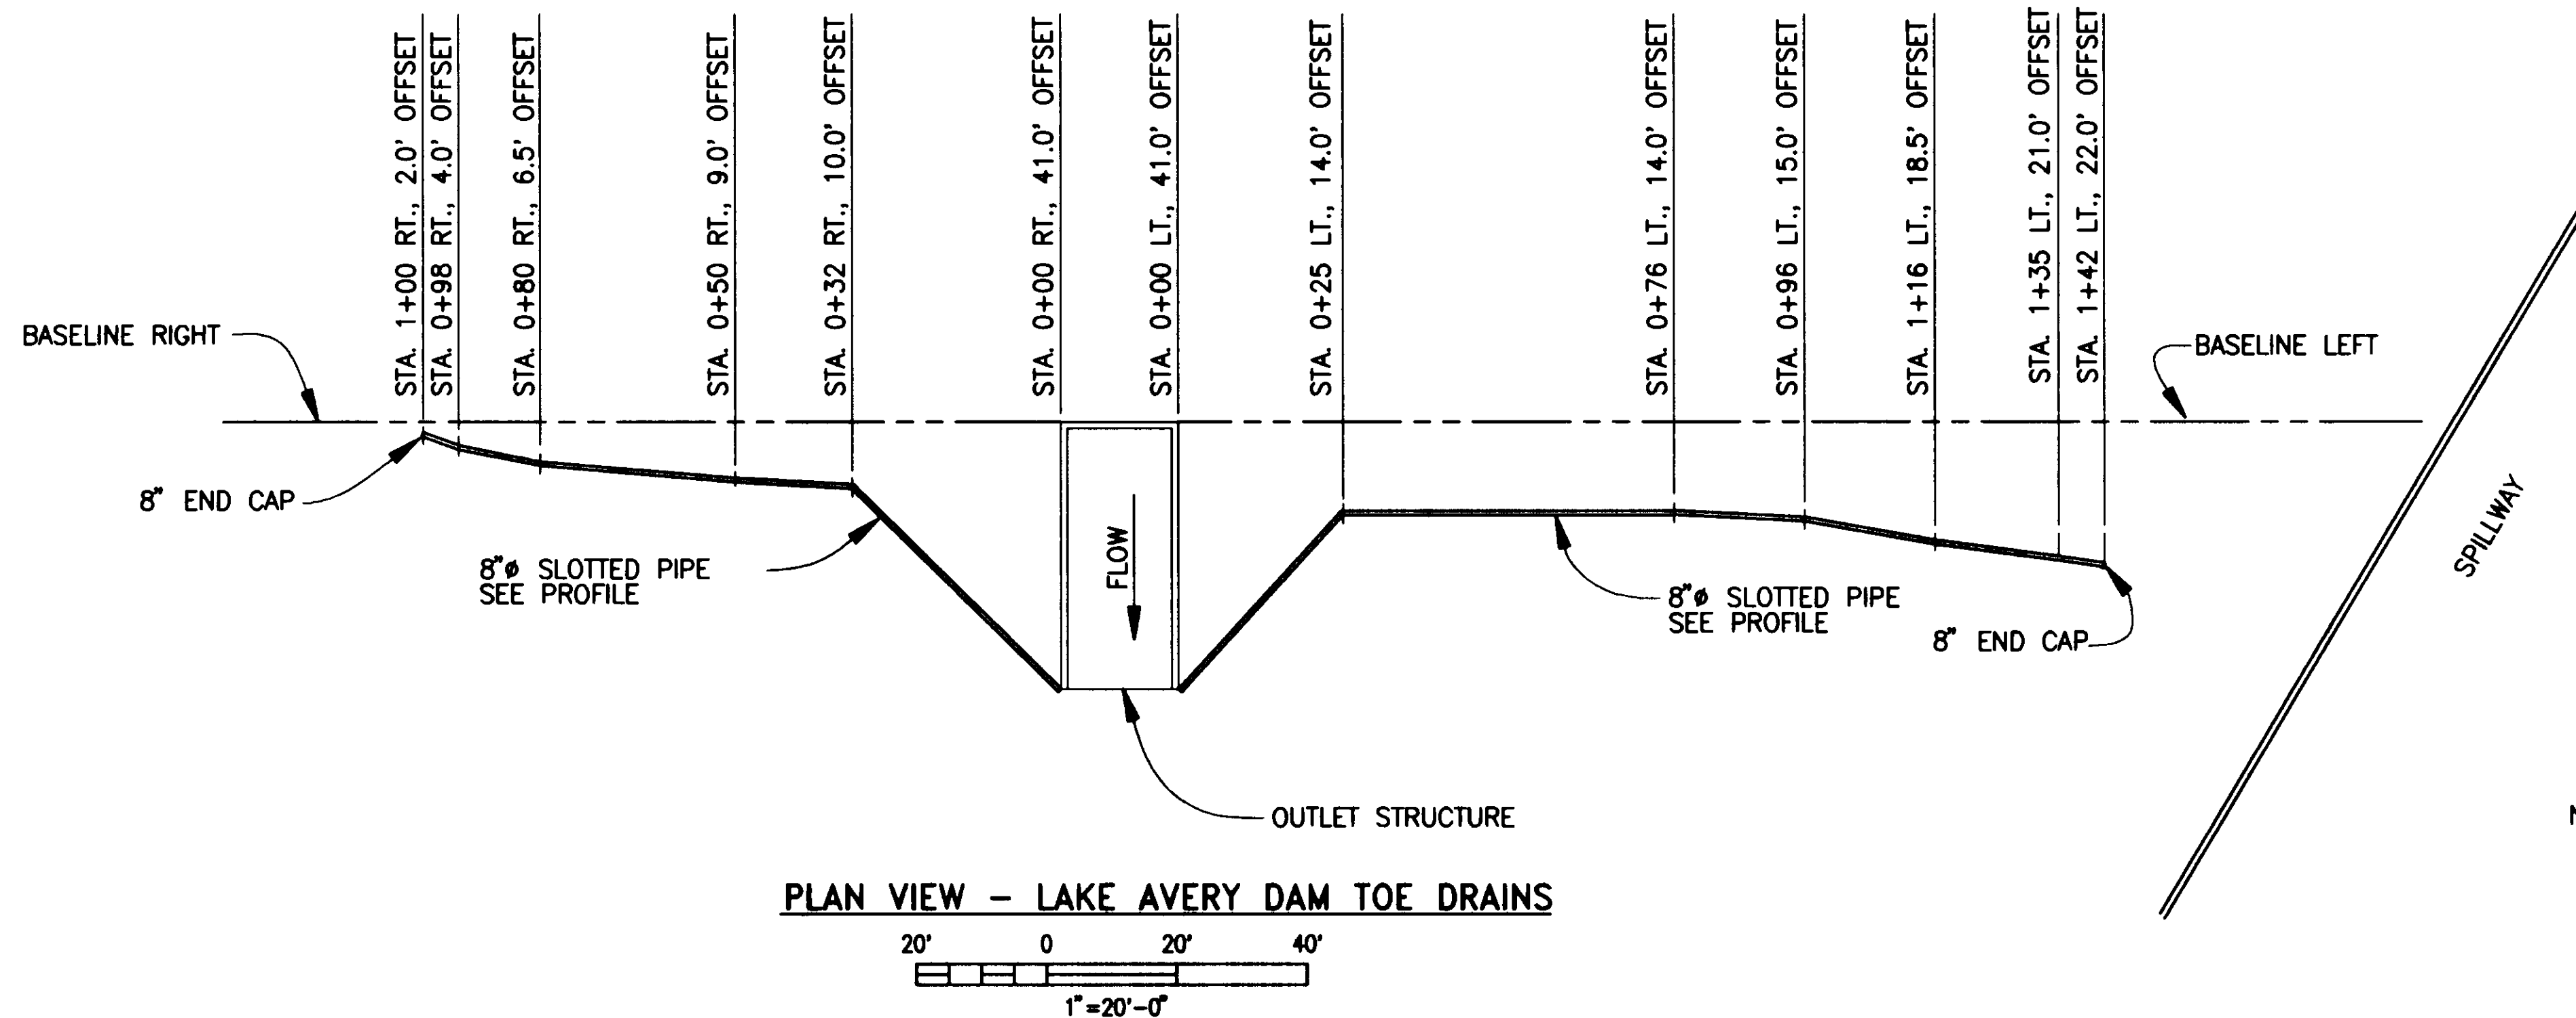 STA. 1+00 RT., 2.0' OFFSET
STA. 0+98 RT., 4.0' OFFSET
STA. 0+80 RT., 6.5' OFFSET
STA. 0+50 RT., 9.0' OFFSET
STA. 0+32 RT., 10.0' OFFSET
STA. 0+00 RT., 41.0' OFFSET
STA. 0+00 LT., 41.0' OFFSET
STA. 0+25 LT., 14.0' OFFSET
STA. 0+76 LT., 14.0' OFFSET
STA. 0+96 LT., 15.0' OFFSET
STA. 1+16 LT., 18.5' OFFSET
STA. 1+35 LT., 21.0' OFFSET
STA. 1+42 LT., 22.0' OFFSET
BASELINE RIGHT
BASELINE LEFT
8" END CAP
8"ø SLOTTED PIPE
SEE PROFILE
FLOW
8"ø SLOTTED PIPE
SEE PROFILE
8" END CAP
SPILLWAY
OUTLET STRUCTURE
PLAN VIEW - LAKE AVERY DAM TOE DRAINS
20' 0 20' 40'
1"=20'-0"